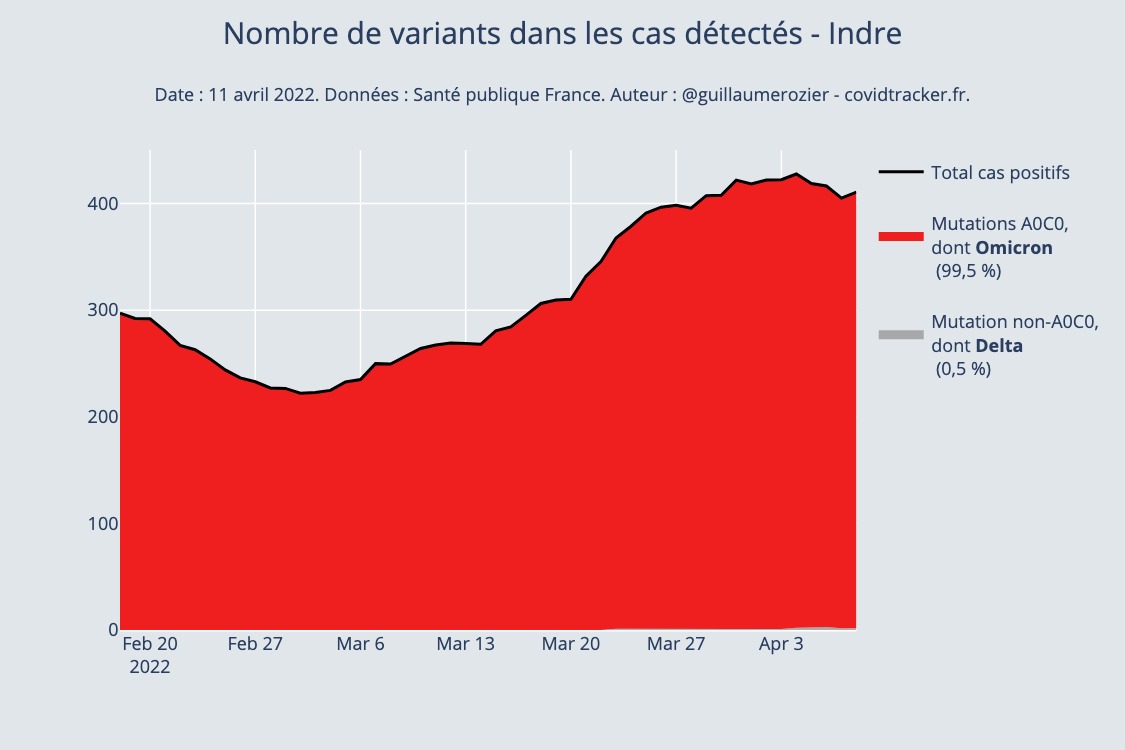 Nombre de variants dans les cas détectés - Indre
Date : 11 avril 2022. Données : Santé publique France. Auteur : @guillaumerozier - covidtracker.fr.
Total cas positifs
Mutations A0C0,
dont Omicron
(99,5 %)
Mutation non-A0C0,
dont Delta
(0,5 %)
400
300
200
100
0
Feb 20
2022
Feb 27
Mar 6
Mar 13
Mar 20
Mar 27
Apr 3